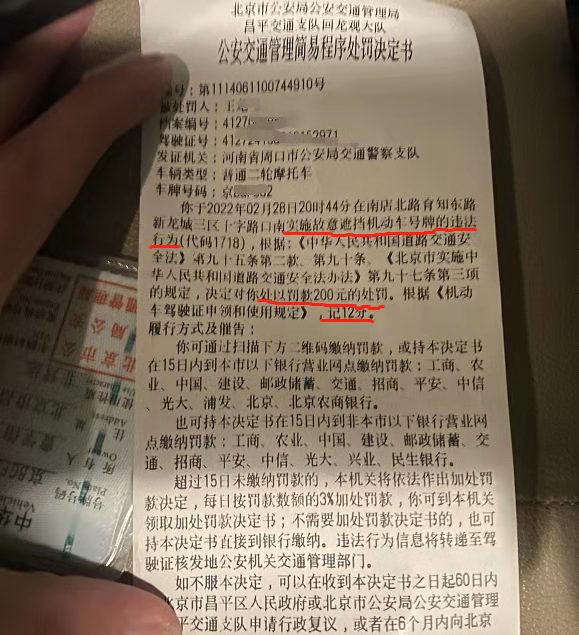 北京市公安局公安交通管理局
昌平交通支队回龙观大队
公安交通管理简易程序处罚决定书
号：第1114061100744910号
处罚人：王
档案编号：4127
驾驶证号：412724 2971
发证机关：河南省周口市公安局交通警察支队
车辆类型：普通二轮摩托车
车牌号码：京
你于2022年02月28日20时44分在南店北路育知东路
新龙城三区丁字路口南实施故意遮挡机动车号牌的违法
行为(代码1718)，根据：《中华人民共和国道路交通安
全法》第九十五条第二款、第九十条、《北京市实施中
华人民共和国道路交通安全法办法》第九十七条第三项
的规定，决定对你处以罚款200元的处罚。根据《机动
车驾驶证申领和使用规定》，记12分。
履行方式及催告：
你可通过扫描下方二维码缴纳罚款，或持本决定书
在15日内到本市以下银行营业网点缴纳罚款：工商、农
业、中国、建设、邮政储蓄、交通、招商、平安、中信
、光大、浦发、北京、北京农商银行。
也可持本决定书在15日内到非本市以下银行营业网
点缴纳罚款：工商、农业、中国、建设、邮政储蓄、交
通、招商、平安、中信、光大、兴业、民生银行。
超过15日未缴纳罚款的，本机关将依法作出加处罚
款决定，每日按罚款数额的3%加处罚款，你可到本机关
领取加处罚款决定书；不需要加处罚款决定书的，也可
持本决定书直接到银行缴纳。违法行为信息将转递至驾
驶证核发地公安机关交通管理部门。
如不服本决定，可以在收到本决定书之日起60日内
北京市昌平区人民政府或北京市公安局公安交通管理
平交通支队申请行政复议，或者在6个月内向北京
号牌号码
Plate No.
所有人
Owner
住
中华
Vehicle